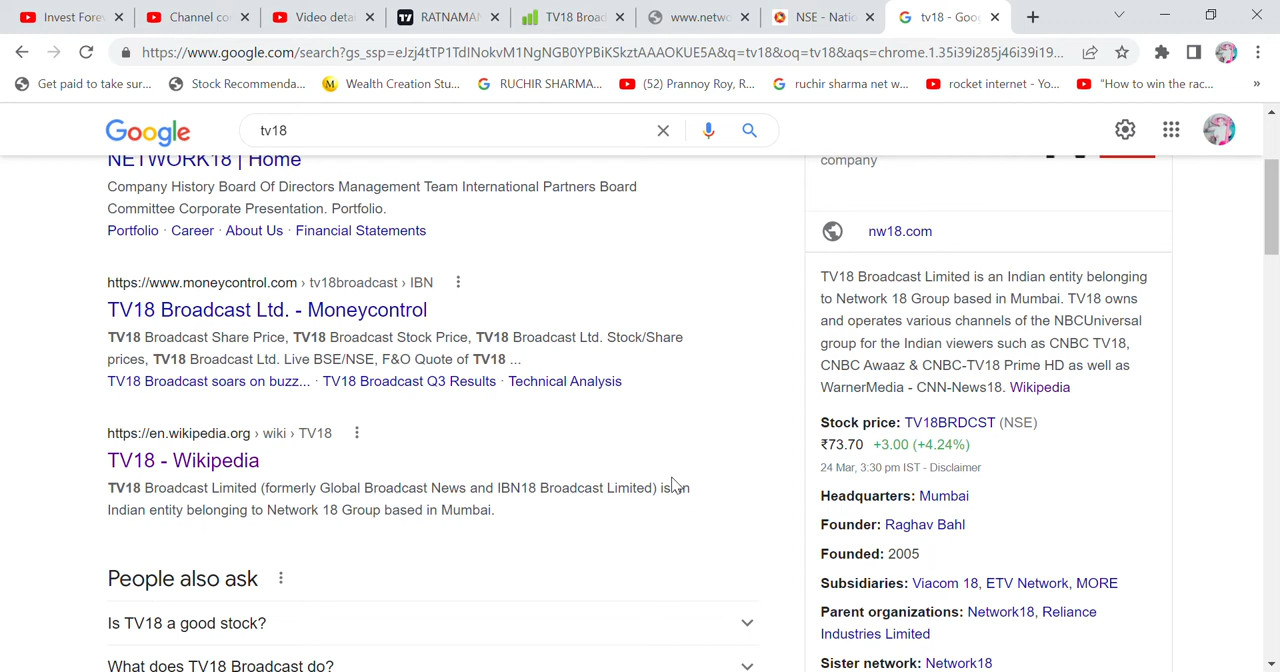 Invest Fore
Channel co
Video detai
RATNAMAN
TV18 Broad
www.netwo
NSE - Natio
tv18 - Goo
https://www.google.com/search?gs_ssp=eJzj4tTP1TdINokvM1NgNGB0YPBiKSkztAAAOKUE5A&q=tv18&oq=tv18&aqs=chrome.1.35i39i285j46i39i19...
Get paid to take sur...
Stock Recommenda...
Wealth Creation Stu...
RUCHIR SHARMA...
(52) Prannoy Roy, R...
ruchir sharma net w...
rocket internet - Yo...
"How to win the rac...
»
Google
tv18
NETWORK18 | Home
Company History Board Of Directors Management Team International Partners Board
Committee Corporate Presentation. Portfolio.
Portfolio · Career · About Us · Financial Statements
https://www.moneycontrol.com › tv18broadcast › IBN
TV18 Broadcast Ltd. - Moneycontrol
TV18 Broadcast Share Price, TV18 Broadcast Stock Price, TV18 Broadcast Ltd. Stock/Share
prices, TV18 Broadcast Ltd. Live BSE/NSE, F&O Quote of TV18 ...
TV18 Broadcast soars on buzz... · TV18 Broadcast Q3 Results · Technical Analysis
https://en.wikipedia.org › wiki › TV18
TV18 - Wikipedia
TV18 Broadcast Limited (formerly Global Broadcast News and IBN18 Broadcast Limited) is an
Indian entity belonging to Network 18 Group based in Mumbai.
People also ask
Is TV18 a good stock?
What does TV18 Broadcast do?
company
nw18.com
TV18 Broadcast Limited is an Indian entity belonging
to Network 18 Group based in Mumbai. TV18 owns
and operates various channels of the NBCUniversal
group for the Indian viewers such as CNBC TV18,
CNBC Awaaz & CNBC-TV18 Prime HD as well as
WarnerMedia - CNN-News18. Wikipedia
Stock price: TV18BRDCST (NSE)
₹73.70 +3.00 (+4.24%)
24 Mar, 3:30 pm IST - Disclaimer
Headquarters: Mumbai
Founder: Raghav Bahl
Founded: 2005
Subsidiaries: Viacom 18, ETV Network, MORE
Parent organizations: Network18, Reliance
Industries Limited
Sister network: Network18